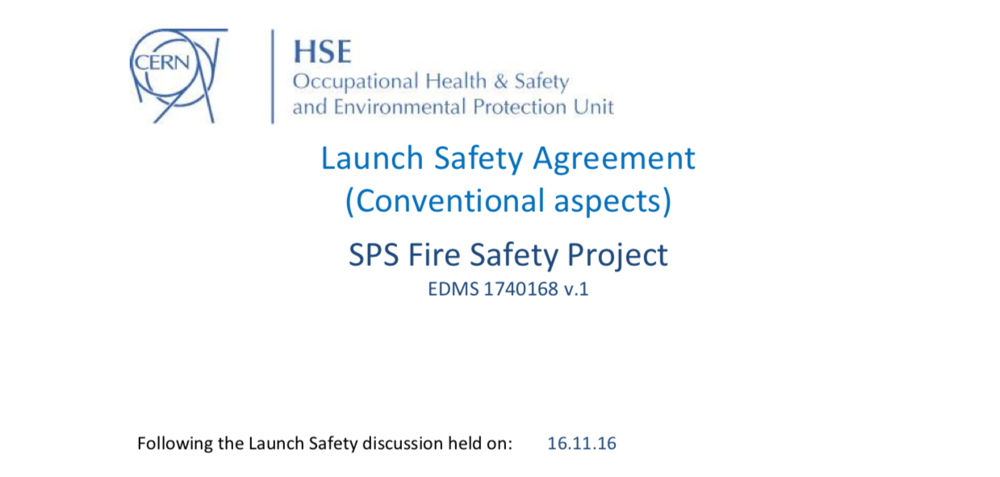 CERN
HSE
Occupational Health & Safety
and Environmental Protection Unit
Launch Safety Agreement
(Conventional aspects)
SPS Fire Safety Project
EDMS 1740168 v.1
Following the Launch Safety discussion held on: 16.11.16